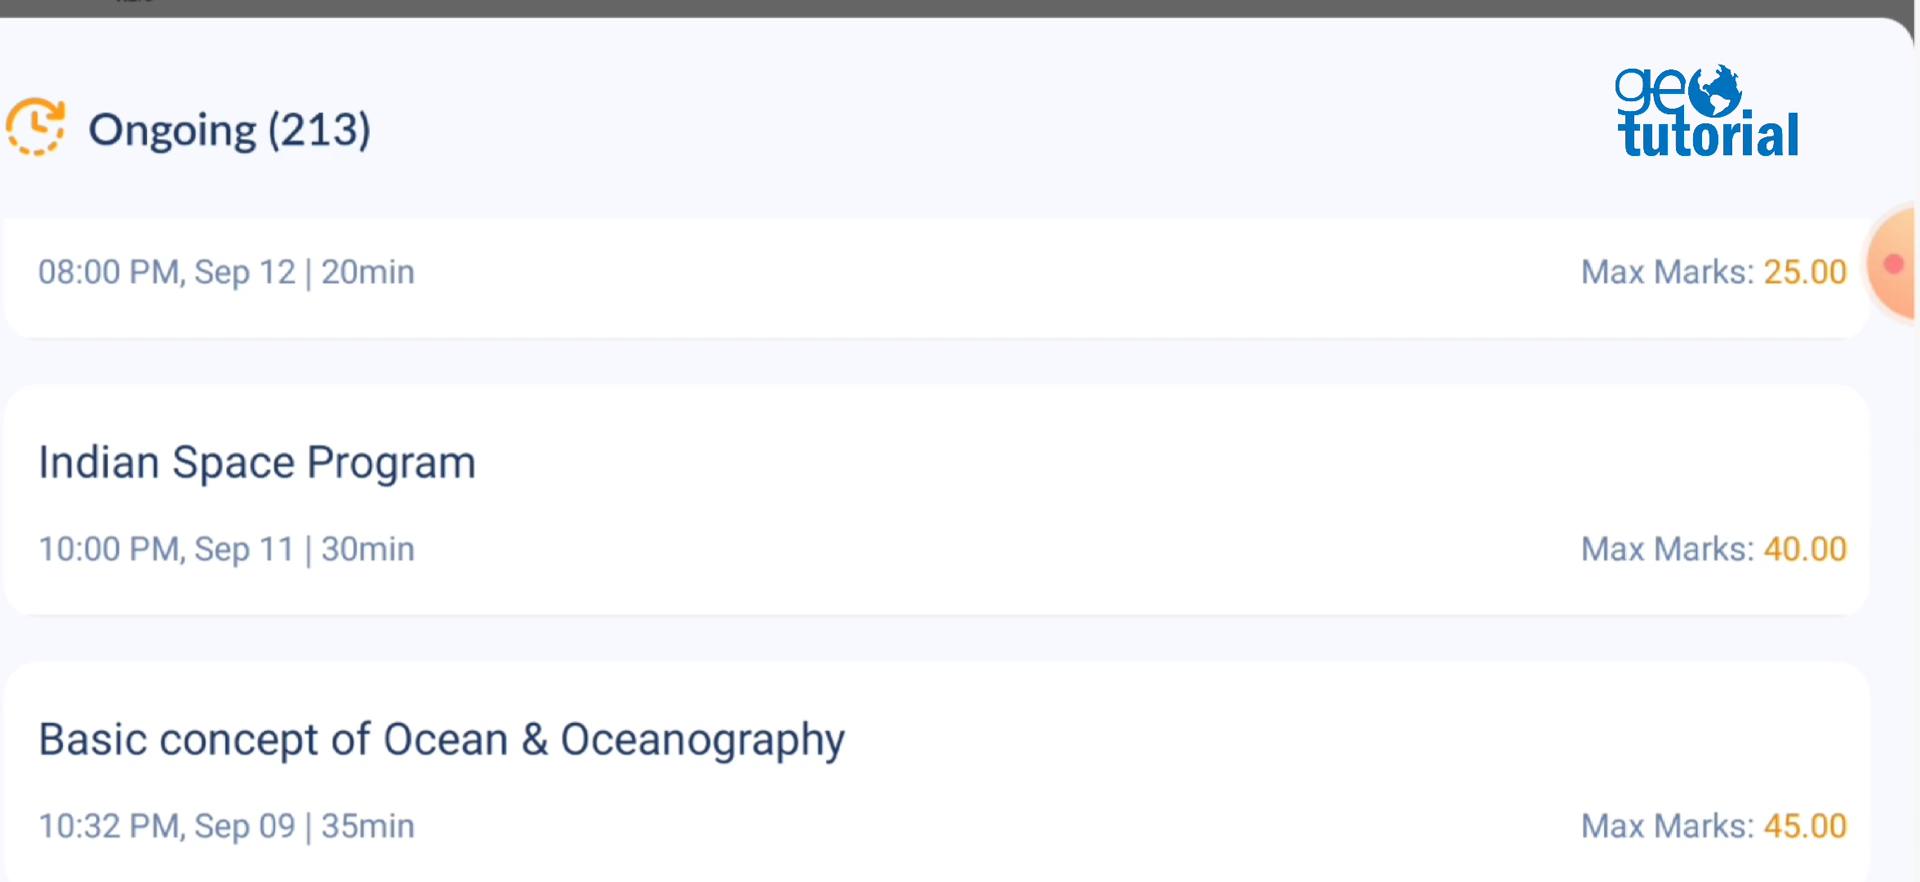 geo
tutorial
Ongoing (213)
08:00 PM, Sep 12 | 20min
Max Marks: 25.00
Indian Space Program
10:00 PM, Sep 11 | 30min
Max Marks: 40.00
Basic concept of Ocean & Oceanography
10:32 PM, Sep 09 | 35min
Max Marks: 45.00